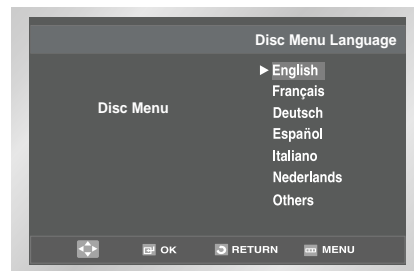 Disc Menu Language
Disc Menu
► English
Français
Deutsch
Español
Italiano
Nederlands
Others
OK RETURN MENU